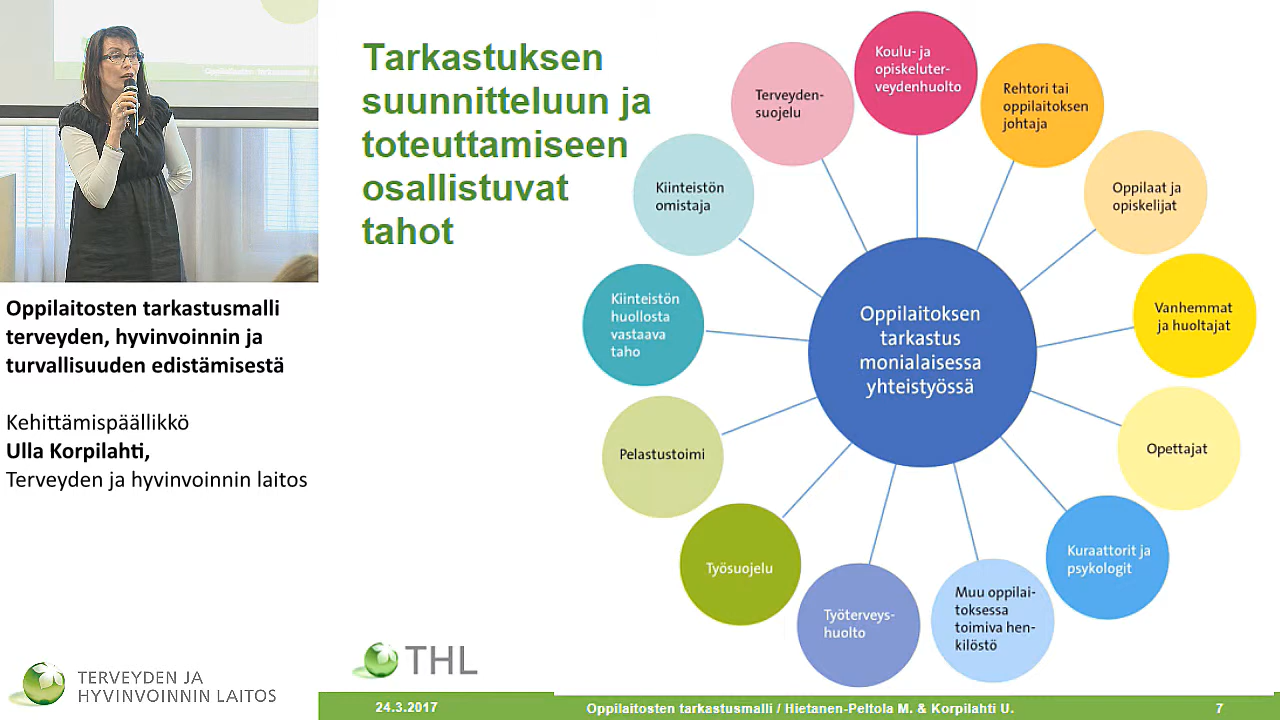 Oppilaitosten tarkastusmalli
terveyden, hyvinvoinnin ja
turvallisuuden edistämisestä
Kehittämispäällikkö
Ulla Korpilahti,
Terveyden ja hyvinvoinnin laitos
TERVEYDEN JA
HYVINVOINNIN LAITOS
Tarkastuksen
suunnitteluun ja
toteuttamiseen
osallistuvat
tahot
Koulu- ja
opiskeluter-
veydenhuolto
Rehtori tai
oppilaitoksen
johtaja
Oppilaat ja
opiskelijat
Vanhemmat
ja huoltajat
Opettajat
Kuraattorit ja
psykologit
Muu oppilai-
toksessa
toimiva hen-
kilöstö
Työterveys-
huolto
Työsuojelu
Pelastustoimi
Kiinteistön
huollosta
vastaava
taho
Kiinteistön
omistaja
Terveyden-
suojelu
Oppilaitoksen
tarkastus
monialaisessa
yhteistyössä
THL
24.3.2017
Oppilaitosten tarkastusmalli / Hietanen-Peltola M. & Korpilahti U.
7